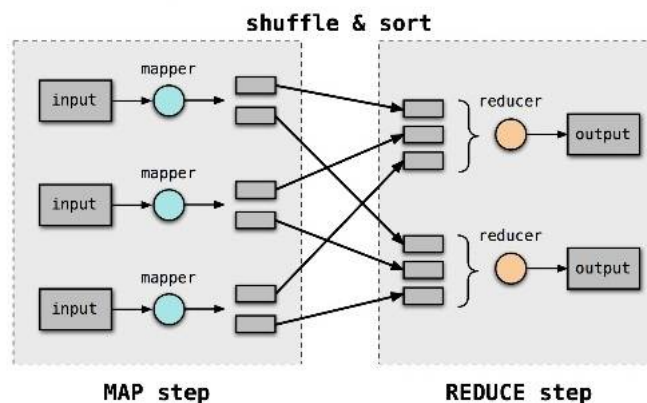 shuffle & sort
mapper
input
mapper
input
mapper
input
reducer
output
reducer
output
MAP step
REDUCE step